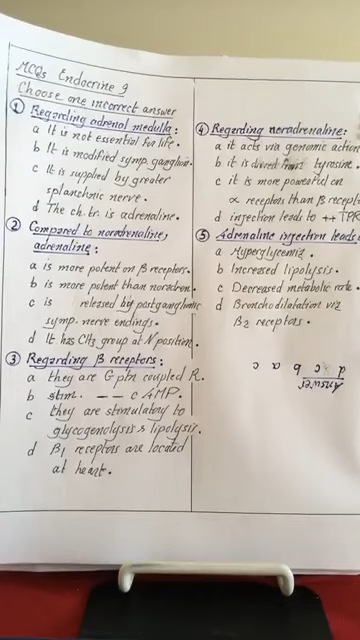 MCQs Endocrine 9
Choose one incorrect answer
① Regarding adrenal medulla:
a It is not essential for life.
b It is modified symp. ganglion.
c It is supplied by greater
splanchnic nerve.
d The ch. tr. is adrenaline.
② Compared to noradrenaline,
adrenaline:
a is more potent on β receptors.
b is more potent than noradren.
c is released by postganglionic
symp. nerve endings.
d It has CH3 group at N position.
③ Regarding β receptors:
a they are G ptn coupled R.
b stim. — — c AMP.
c they are stimulatory to
glycogenolysis & lipolysis.
d β1 receptors are located
at heart.
④ Regarding noradrenaline:
a it acts via genomic action
b it is tyrosine.
c it is more powerful on
α receptors than β recept
d injection leads to ++ TPR
⑤ Adrenaline injection leads
a Hyperglycemia.
b Increased lipolysis.
c Decreased metabolic rate.
d Bronchodilatation via
β2 receptors.
Answer
d c b a c